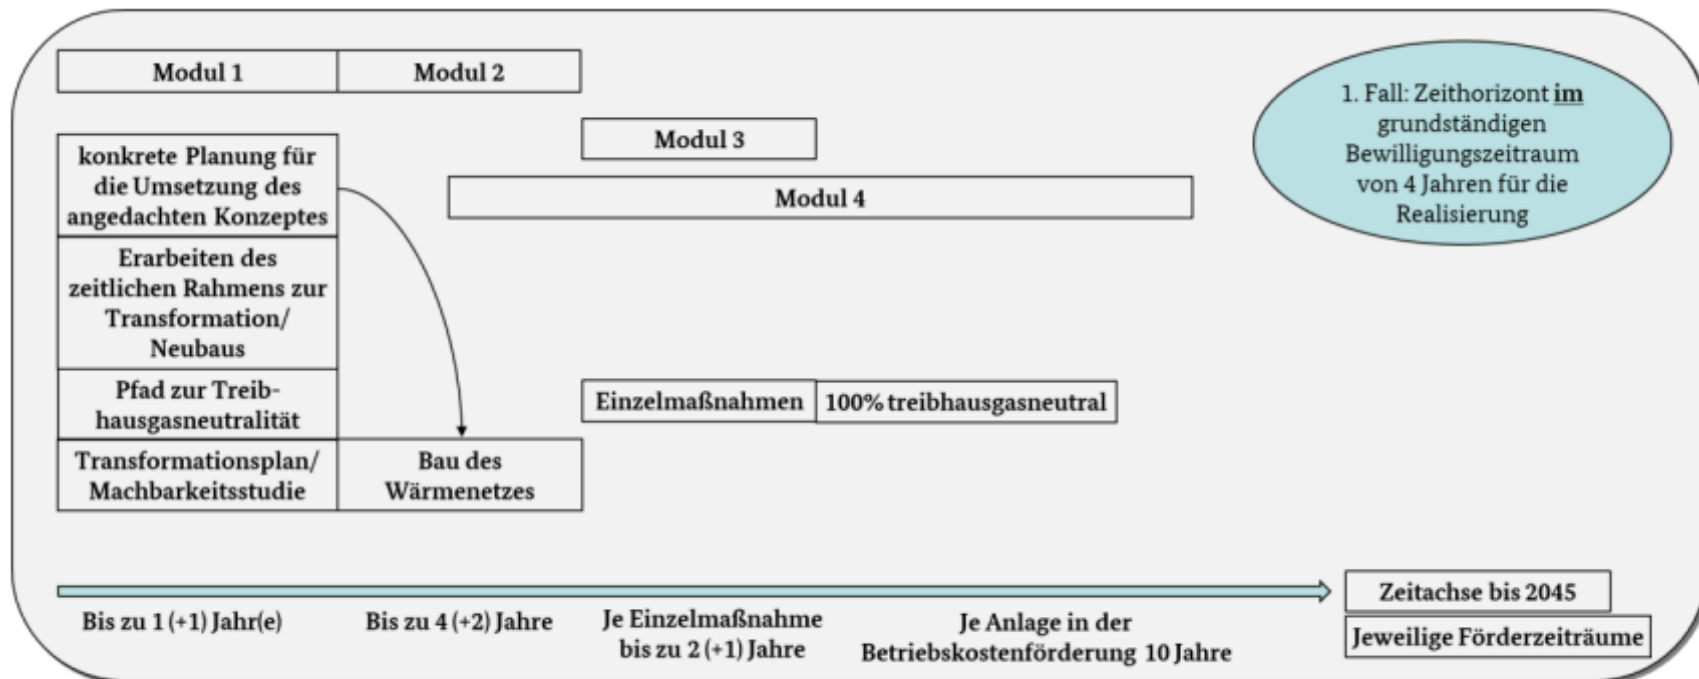 Modul 1
Modul 2
Modul 3
Modul 4
1. Fall: Zeithorizont im
grundständigen
Bewilligungszeitraum
von 4 Jahren für die
Realisierung
konkrete Planung für
die Umsetzung des
angedachten Konzeptes
Erarbeiten des
zeitlichen Rahmens zur
Transformation/
Neubaus
Pfad zur Treib-
hausgasneutralität
Transformationsplan/
Machbarkeitsstudie
Bau des
Wärmenetzes
Einzelmaßnahmen
100% treibhausgasneutral
Bis zu 1 (+1) Jahr(e)
Bis zu 4 (+2) Jahre
Je Einzelmaßnahme
bis zu 2 (+1) Jahre
Je Anlage in der
Betriebskostenförderung 10 Jahre
Zeitachse bis 2045
Jeweilige Förderzeiträume